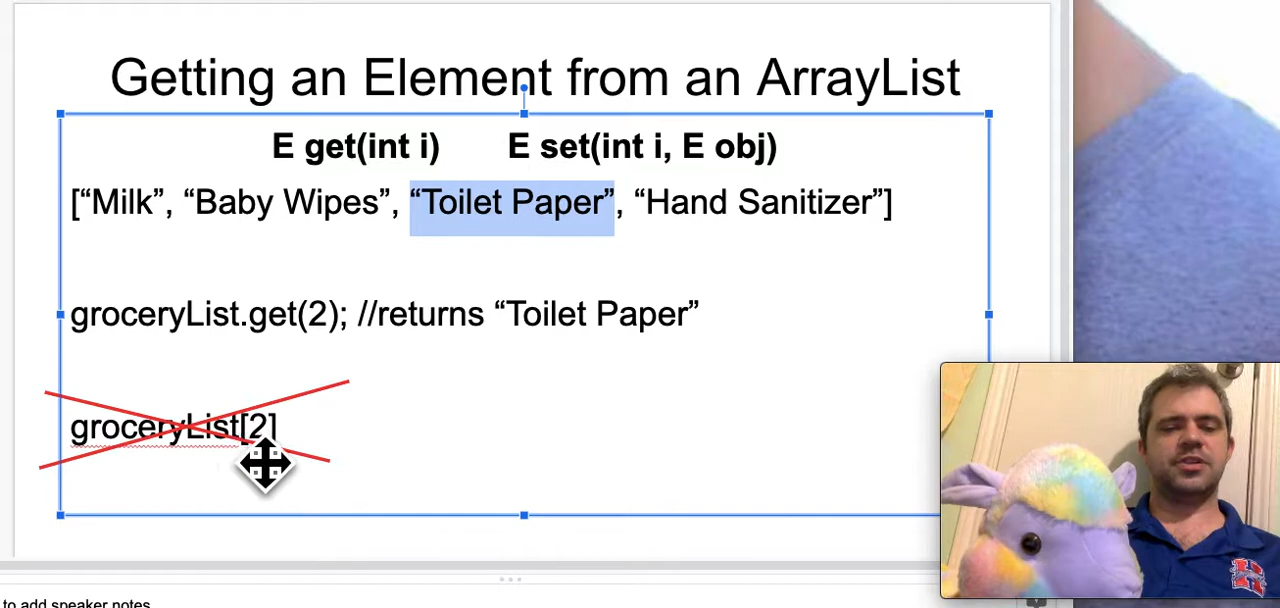 Getting an Element from an ArrayList
E get(int i) E set(int i, E obj)
[“Milk”, “Baby Wipes”, “Toilet Paper”, “Hand Sanitizer”]
groceryList.get(2); //returns “Toilet Paper”
groceryList[2]
to add speaker notes
H